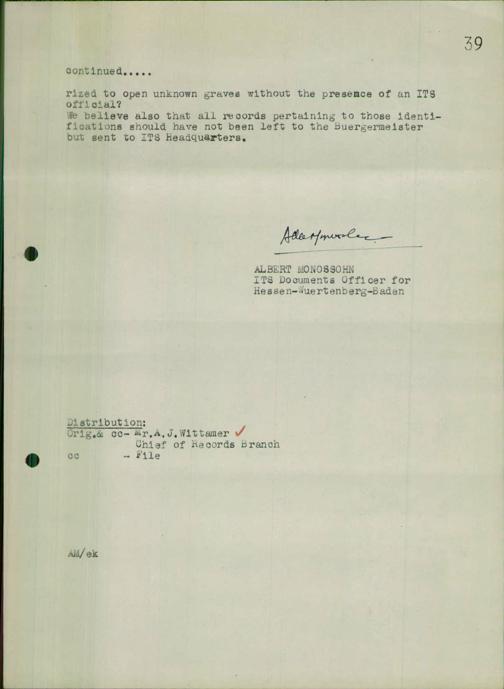 39
continued.....
rized to open unknown graves without the presence of an ITS
official?
We believe also that all records pertaining to those identi-
fications should have not been left to the Buergermeister
but sent to ITS Headquarters.
ALBERT MONOSSOHN
ITS Documents Officer for
Hessen-Wuertenberg-Baden
Distribution:
Orig.& cc- Mr.A.J.Wittamer ✓
Chief of Records Branch
cc - File
AM/ek